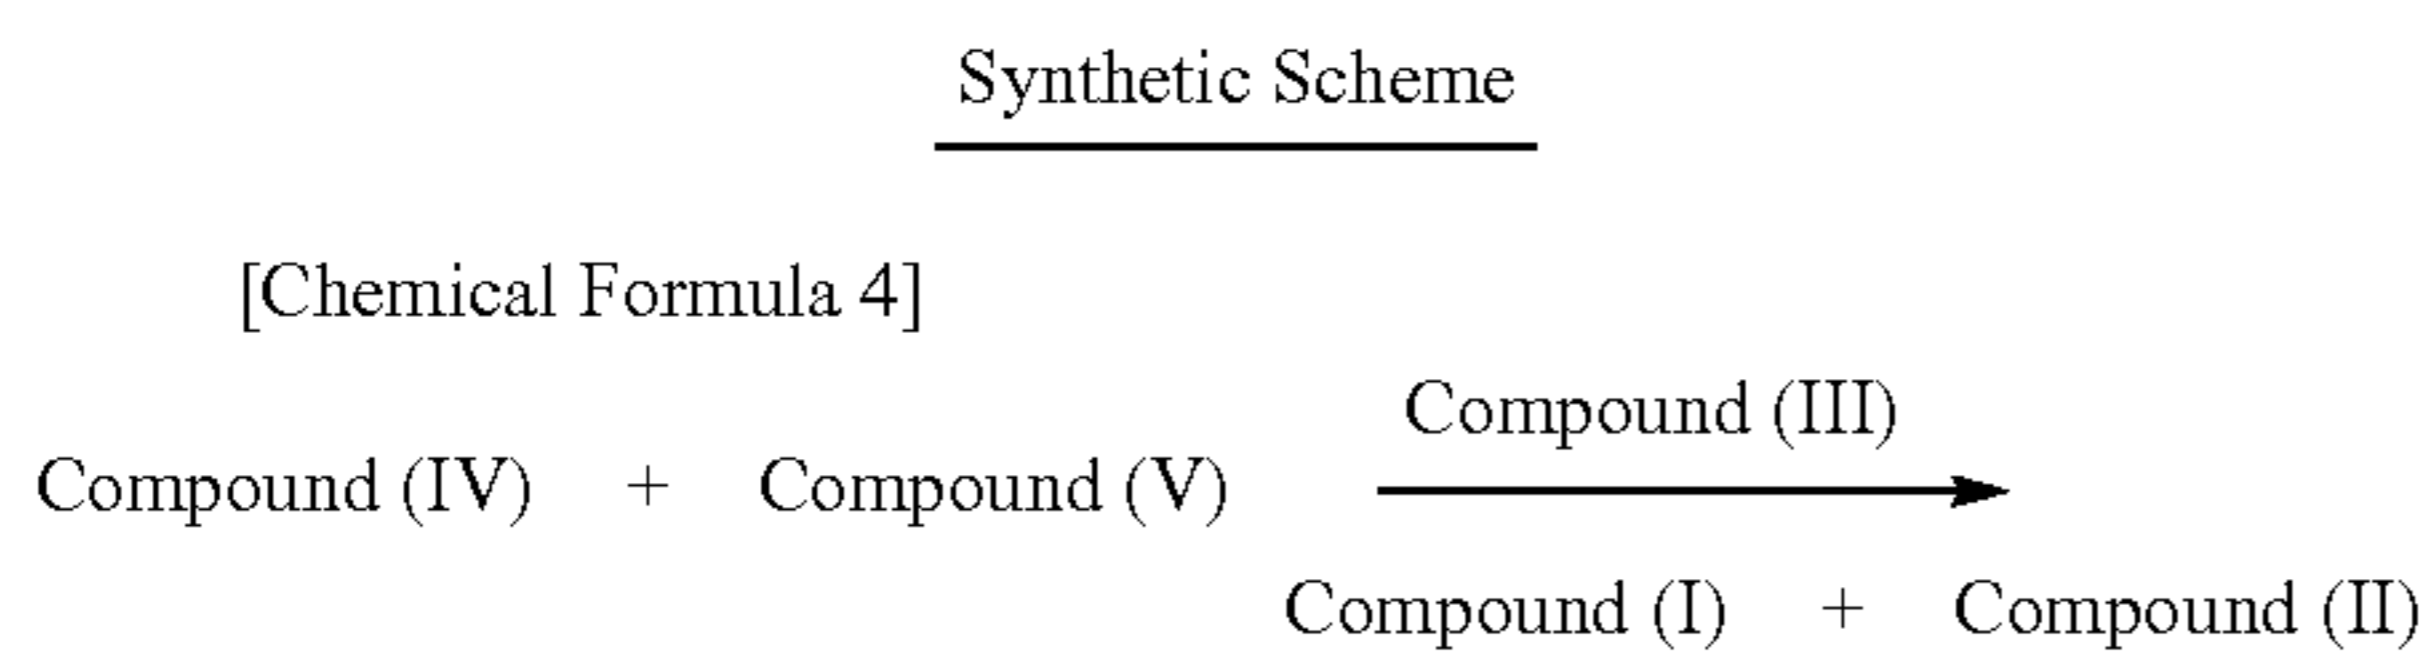 Synthetic Scheme
[Chemical Formula 4]
Compound (III)
Compound (IV) + Compound (V)
Compound (I) + Compound (II)